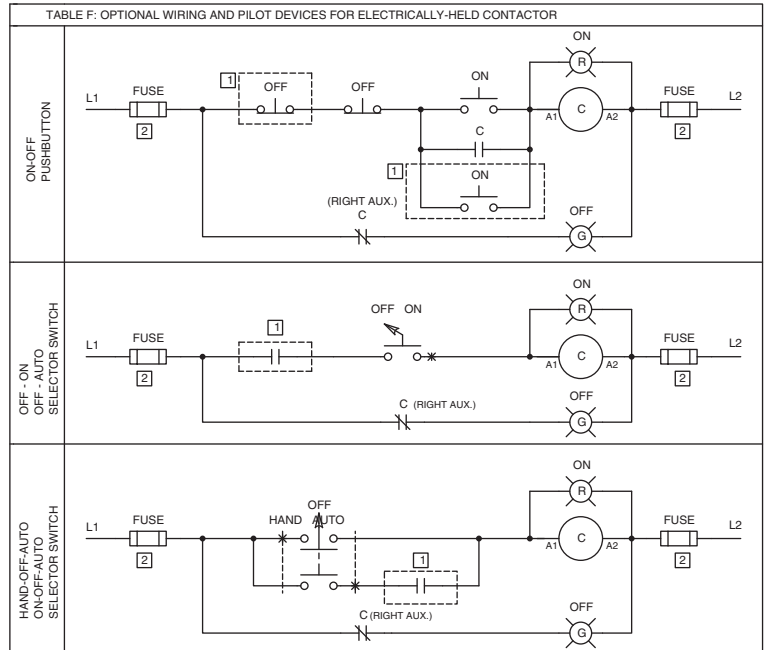 TABLE F: OPTIONAL WIRING AND PILOT DEVICES FOR ELECTRICALLY-HELD CONTACTOR
ON-OFF
PUSHBUTTON
L1
FUSE
2
1
OFF
OFF
ON
C
1
ON
ON
R
A1
C
A2
FUSE
2
L2
(RIGHT AUX.)
C
OFF
G
OFF - ON
OFF - AUTO
SELECTOR SWITCH
L1
FUSE
2
1
OFF ON
ON
R
A1
C
A2
FUSE
2
L2
C (RIGHT AUX.)
OFF
G
HAND-OFF-AUTO
ON-OFF-AUTO
SELECTOR SWITCH
L1
FUSE
2
OFF
HAND AUTO
1
ON
R
A1
C
A2
FUSE
2
L2
C (RIGHT AUX.)
OFF
G